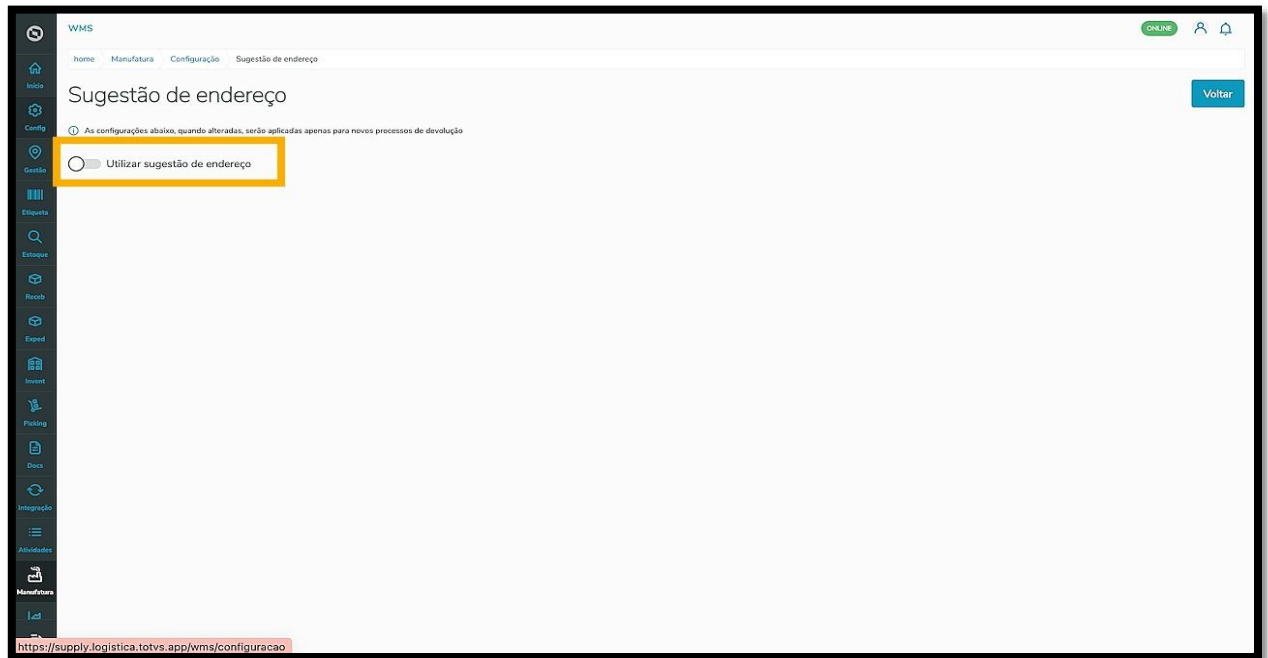 WMS
ONLINE
home Manufatura Configuração Sugestão de endereço
Sugestão de endereço
Voltar
As configurações abaixo, quando alteradas, serão aplicadas apenas para novos processos de devolução
Utilizar sugestão de endereço
Início
Config
Gestão
Etiqueta
Estoque
Receb
Exped
Invent
Picking
Docs
Integração
Atividades
Manufatura
https://supply.logistica.totvs.app/wms/configuracao